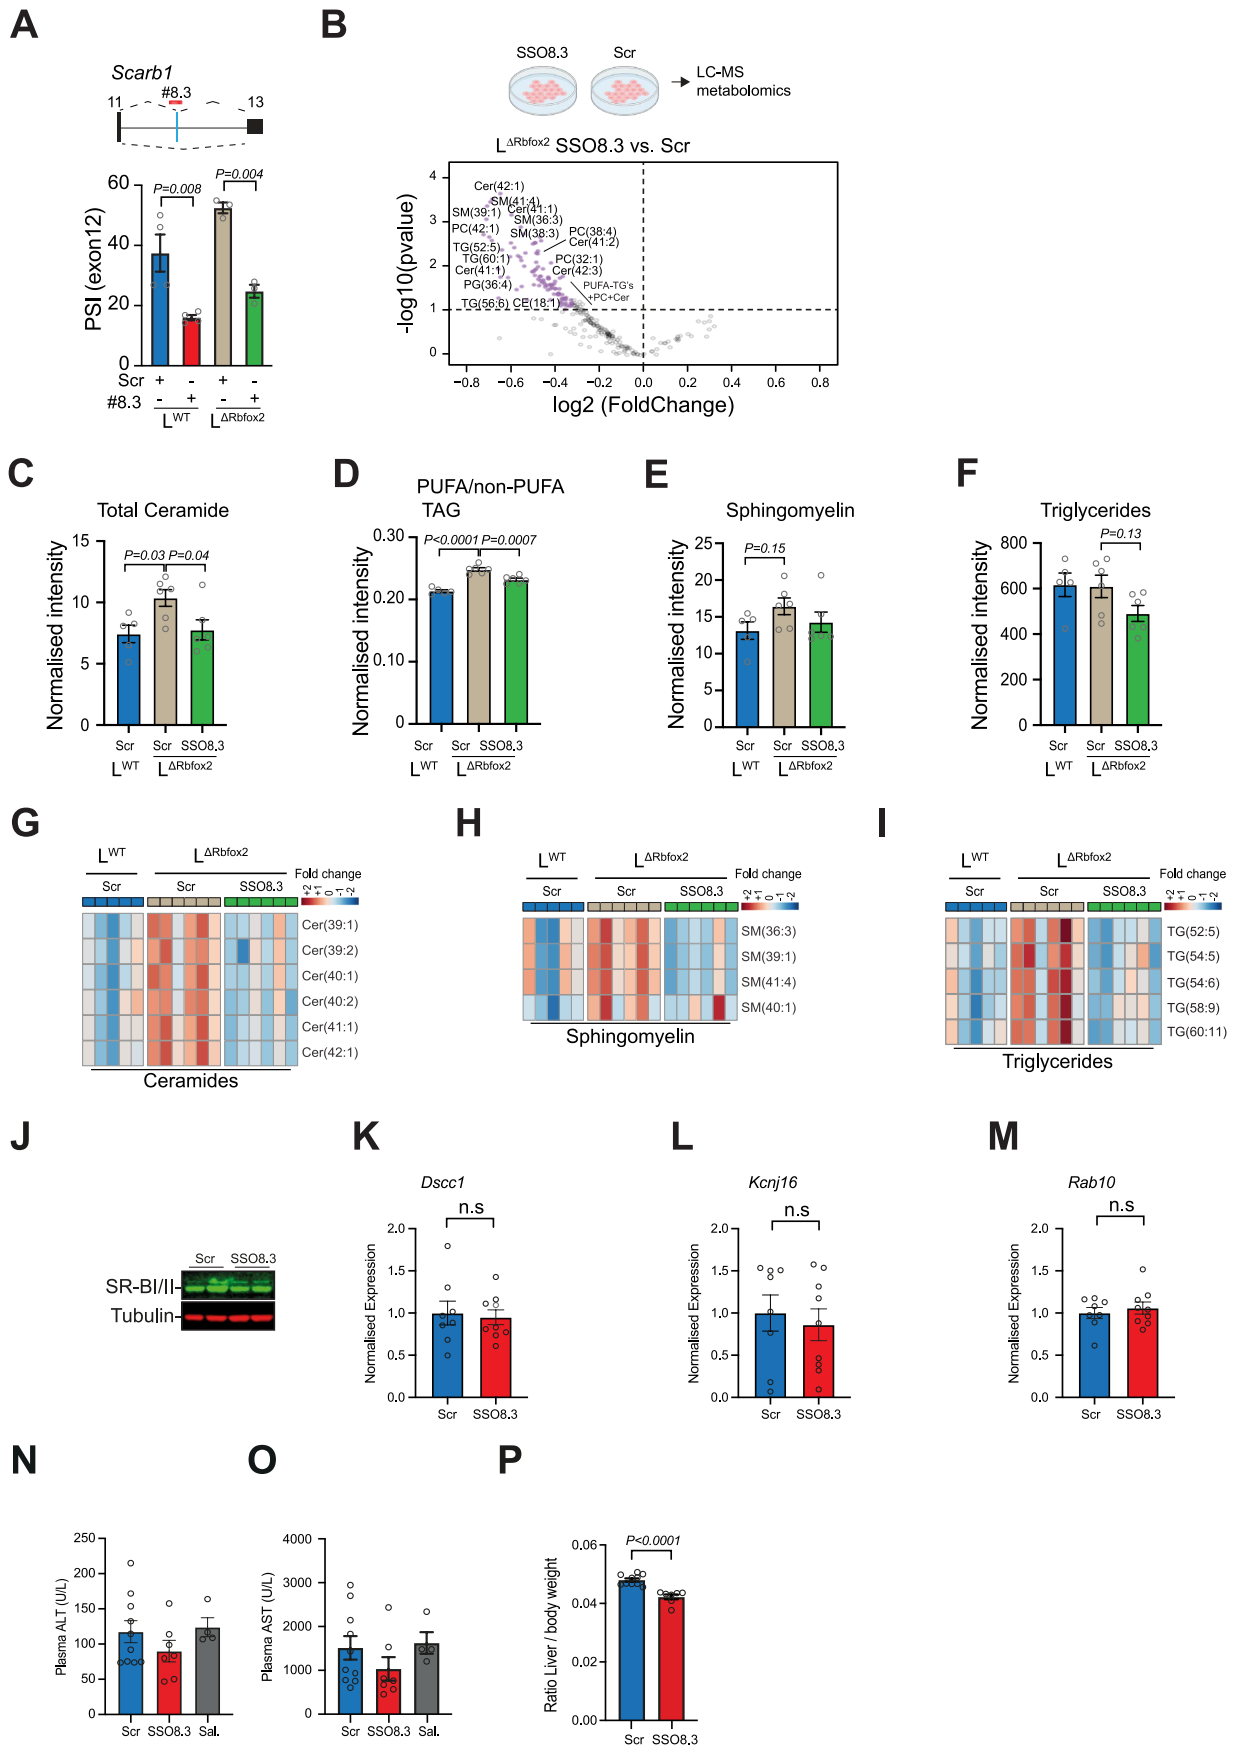 A
B
Scarb1
#8.3
11
13
SSO8.3
Scr
LC-MS
metabolomics
L^ΔRbfox2 SSO8.3 vs. Scr
PSI (exon12)
60
40
20
0
P=0.008
P=0.004
Scr + - + -
#8.3 - + - +
L^WT
L^ΔRbfox2
-log10(pvalue)
4
3
2
1
0
Cer(42:1)
SM(41:4)
SM(39:1)
Cer(41:1)
SM(36:3)
PC(42:1)
SM(38:3)
PC(38:4)
Cer(41:2)
TG(52:5)
TG(60:1)
PC(32:1)
Cer(41:1)
Cer(42:3)
PG(36:4)
PUFA-TG's
+PC+Cer
TG(56:6)
CE(18:1)
−0.8 −0.6 −0.4 −0.2 0.0 0.2 0.4 0.6 0.8
log2 (FoldChange)
C
D
E
F
Total Ceramide
Normalised intensity
15
10
5
0
P=0.03
P=0.04
Scr Scr SSO8.3
L^WT L^ΔRbfox2
PUFA/non-PUFA
TAG
Normalised intensity
0.30
0.20
0.10
0
P<0.0001
P=0.0007
Scr Scr SSO8.3
L^WT L^ΔRbfox2
Sphingomyelin
Normalised intensity
25
20
15
10
5
0
P=0.15
Scr Scr SSO8.3
L^WT L^ΔRbfox2
Triglycerides
Normalised intensity
800
600
400
200
0
P=0.13
Scr Scr SSO8.3
L^WT L^ΔRbfox2
G
H
I
L^WT L^ΔRbfox2
Fold change
Scr Scr SSO8.3
+2 +1 0 -1 -2
Cer(39:1)
Cer(39:2)
Cer(40:1)
Cer(40:2)
Cer(41:1)
Cer(42:1)
Ceramides
L^WT L^ΔRbfox2
Fold change
Scr Scr SSO8.3
+2 +1 0 -1 -2
SM(36:3)
SM(39:1)
SM(41:4)
SM(40:1)
Sphingomyelin
L^WT L^ΔRbfox2
Fold change
Scr Scr SSO8.3
+2 +1 0 -1 -2
TG(52:5)
TG(54:5)
TG(54:6)
TG(58:9)
TG(60:11)
Triglycerides
J
K
L
M
Scr SSO8.3
SR-BI/II
Tubulin
Dscc1
n.s
Normalised Expression
2.0
1.5
1.0
0.5
0.0
Scr SSO8.3
Kcnj16
n.s
Normalised Expression
2.0
1.5
1.0
0.5
0.0
Scr SSO8.3
Rab10
n.s
Normalised Expression
2.0
1.5
1.0
0.5
0.0
Scr SSO8.3
N
O
P
Plasma ALT (U/L)
250
200
150
100
50
0
Scr SSO8.3 Sal.
Plasma AST (U/L)
4000
3000
2000
1000
0
Scr SSO8.3 Sal.
Ratio Liver / body weight
P<0.0001
0.06
0.04
0.02
0.00
Scr SSO8.3